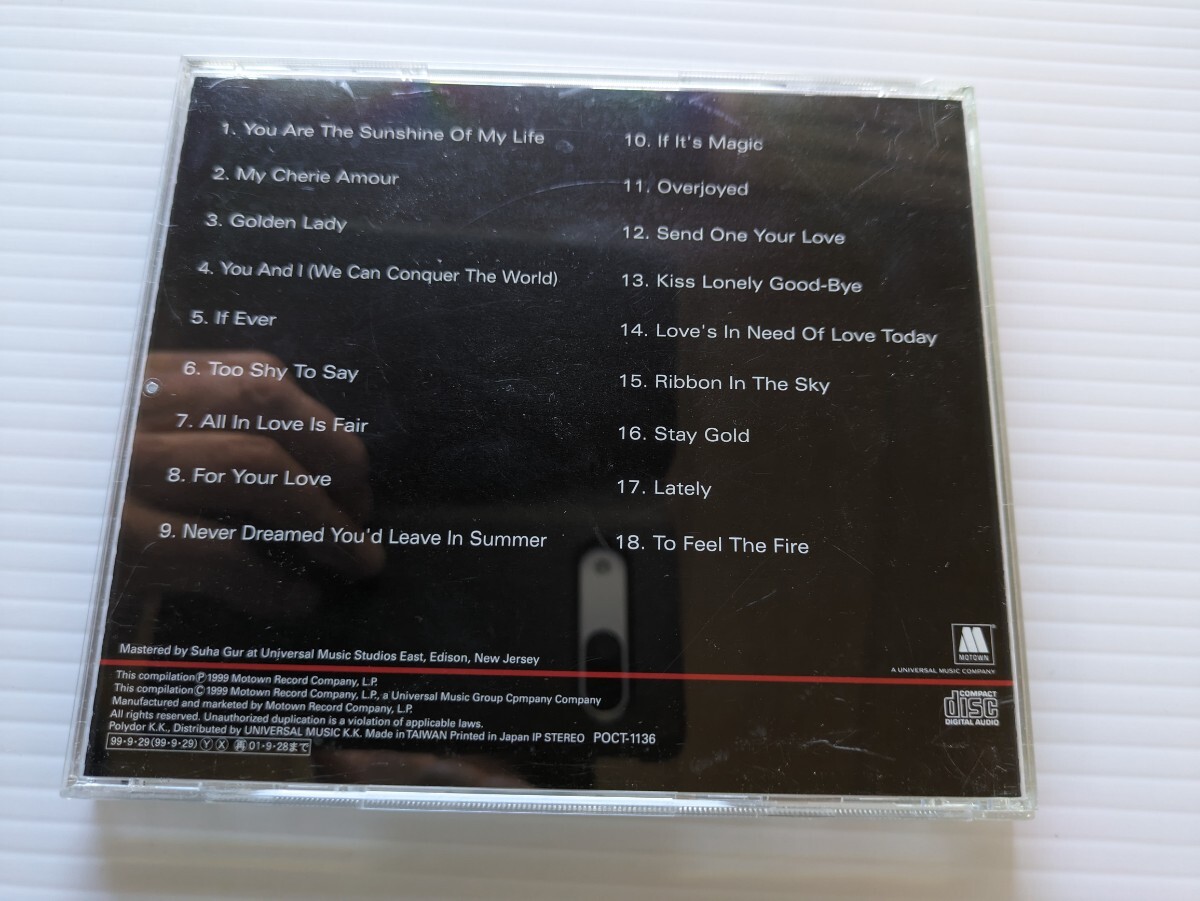 1. You Are The Sunshine Of My Life
2. My Cherie Amour
3. Golden Lady
4. You And I (We Can Conquer The World)
5. If Ever
6. Too Shy To Say
7. All In Love Is Fair
8. For Your Love
9. Never Dreamed You'd Leave In Summer
10. If It's Magic
11. Overjoyed
12. Send One Your Love
13. Kiss Lonely Good-Bye
14. Love's In Need Of Love Today
15. Ribbon In The Sky
16. Stay Gold
17. Lately
18. To Feel The Fire
Mastered by Suha Gur at Universal Music Studios East, Edison, New Jersey
This compilation Ⓟ 1999 Motown Record Company, L.P.
This compilation Ⓒ 1999 Motown Record Company, L.P., a Universal Music Group Company Company
Manufactured and marketed by Motown Record Company, L.P.
All rights reserved. Unauthorized duplication is a violation of applicable laws.
Polydor K.K., Distributed by UNIVERSAL MUSIC K.K. Made in TAIWAN Printed in Japan IP STEREO POCT-1136
99・9・29 (99・9・29) Ⓨ Ⓧ 再 01・9・28まで
M
MOTOWN
®
A UNIVERSAL MUSIC COMPANY
COMPACT
disc
DIGITAL AUDIO